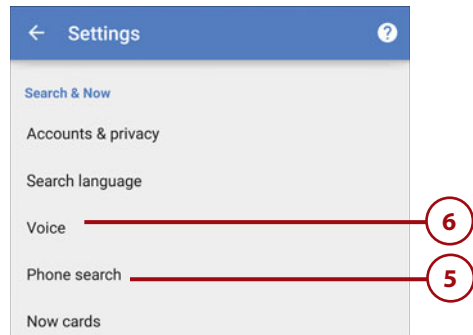 ← Settings ?
Search & Now
Accounts & privacy
Search language
Voice
6
Phone search
5
Now cards